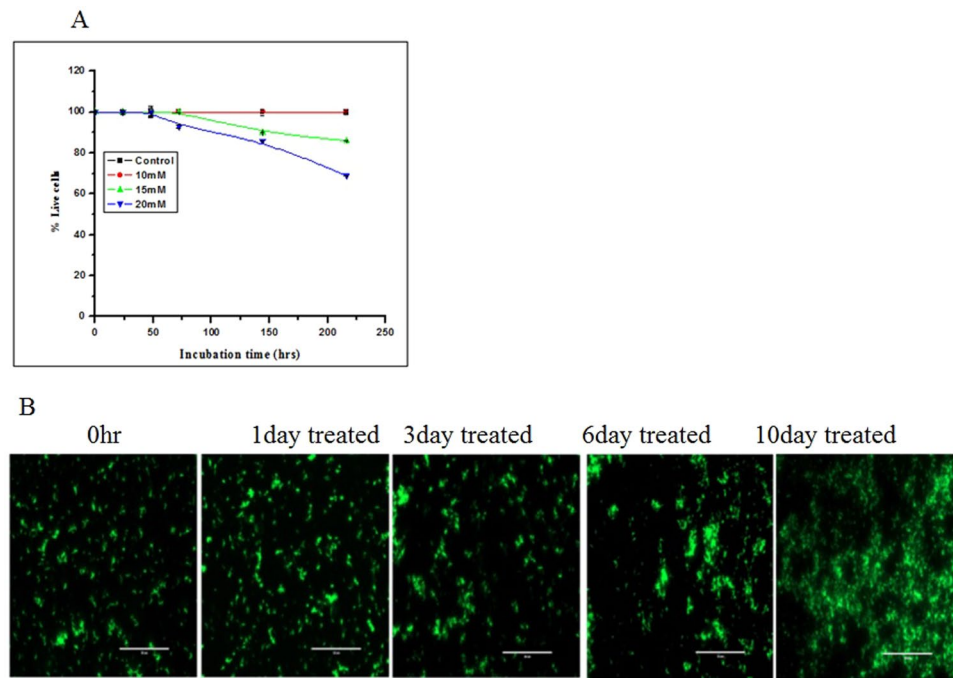 A
120
100
80
60
40
20
0
% Live cells
Control
10mM
15mM
20mM
0 50 100 150 200 250
Incubation time (hrs)
B
0hr 1day treated 3day treated 6day treated 10day treated